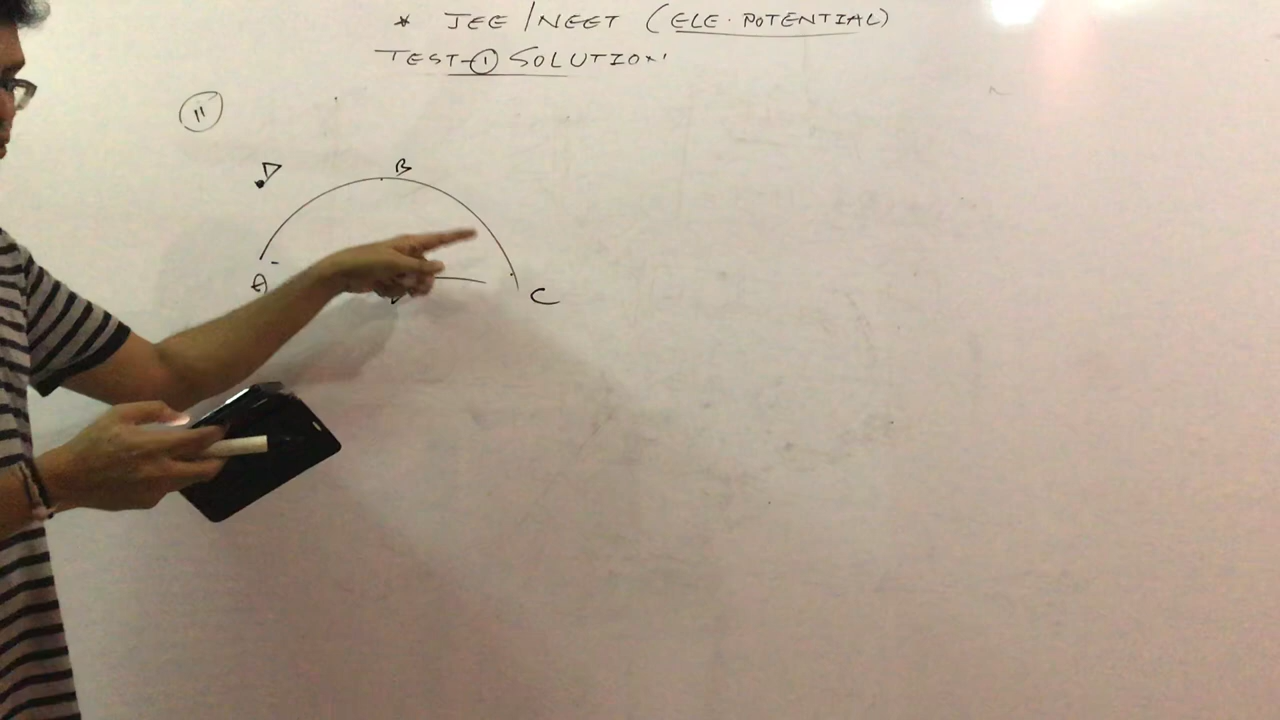 * JEE/NEET (ELE. POTENTIAL)
TEST-① SOLUTION
11
D
B
A
C